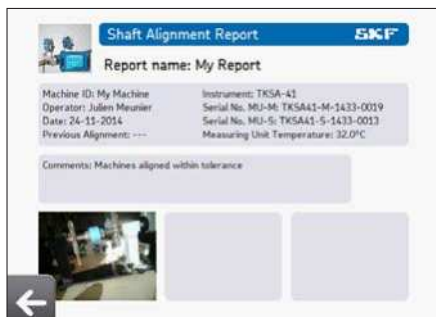 Shaft Alignment Report
SKF
Report name: My Report
Machine ID: My Machine
Operator: Julien Meunier
Date: 24-11-2014
Previous Alignment: ---
Instrument: TKSA-41
Serial No. MU-M: TKSA41-M-1433-0019
Serial No. MU-S: TKSA41-S-1433-0013
Measuring Unit Temperature: 32.0°C
Comments: Machines aligned within tolerance